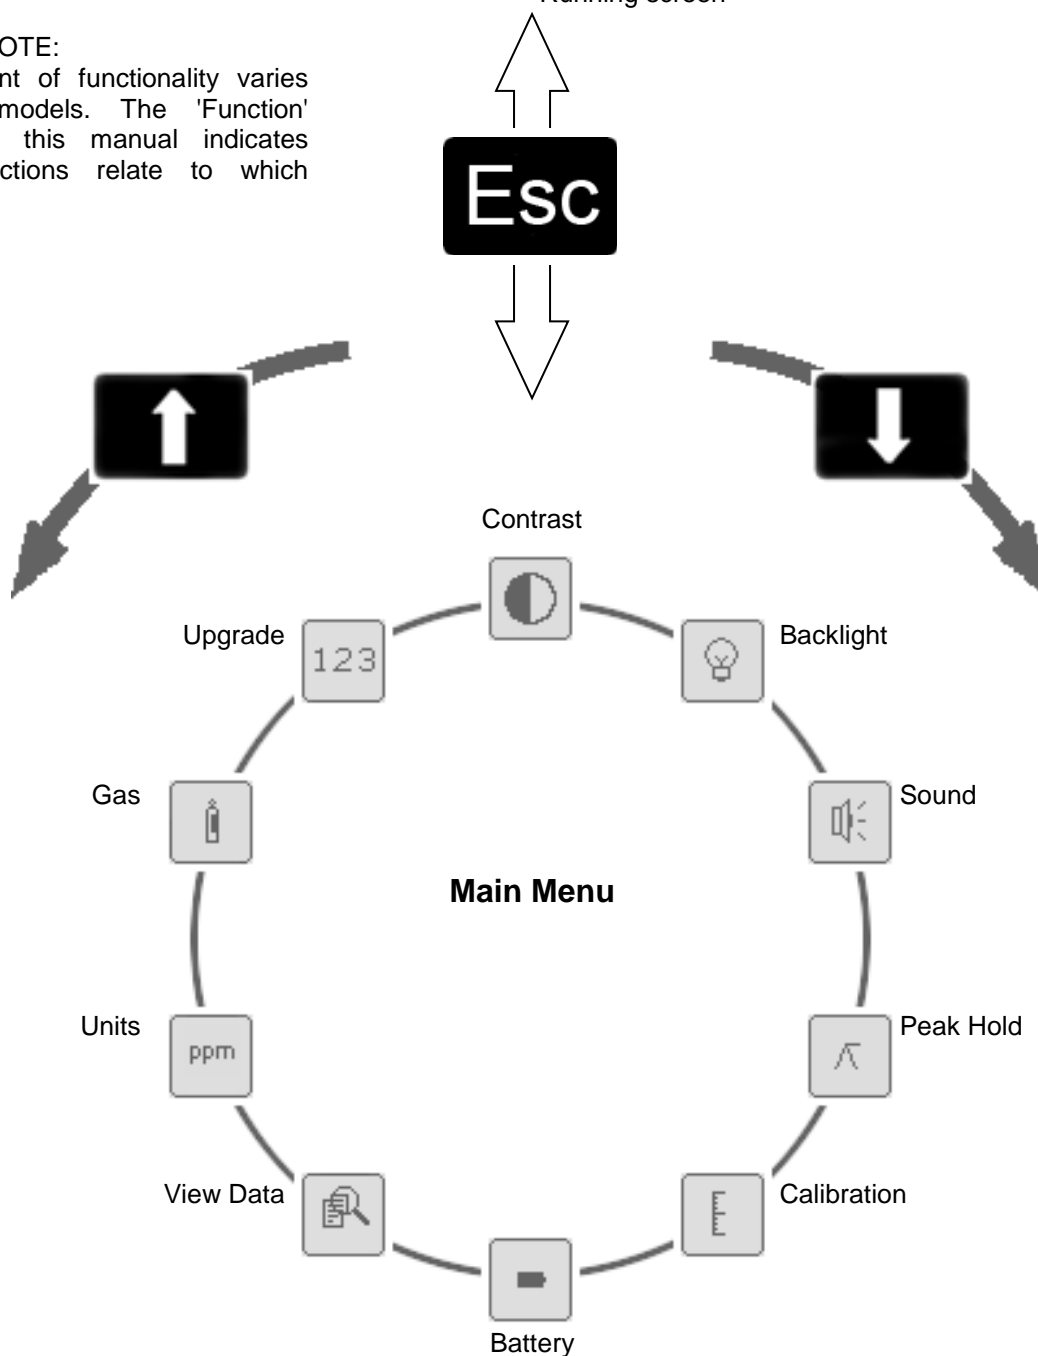 Running screen
OTE:
nt of functionality varies
models. The 'Function'
this manual indicates
ctions relate to which
Esc
Contrast
Upgrade
123
Backlight
Gas
Sound
Main Menu
Units
ppm
Peak Hold
View Data
Calibration
Battery